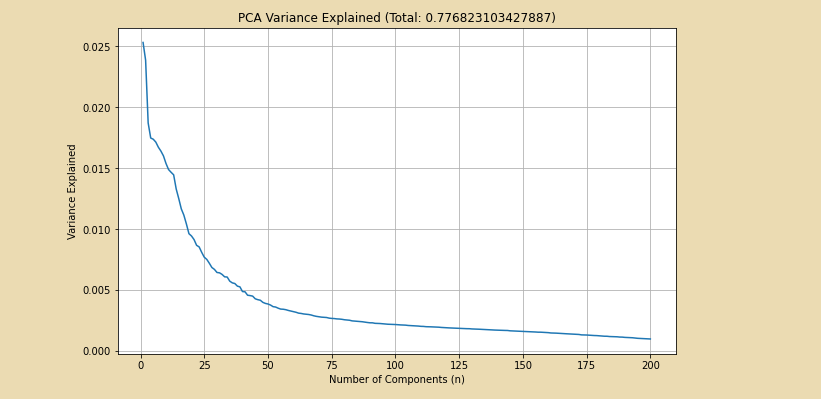 PCA Variance Explained (Total: 0.776823103427887)
0.025
0.020
0.015
0.010
0.005
0.000
Variance Explained
0 25 50 75 100 125 150 175 200
Number of Components (n)